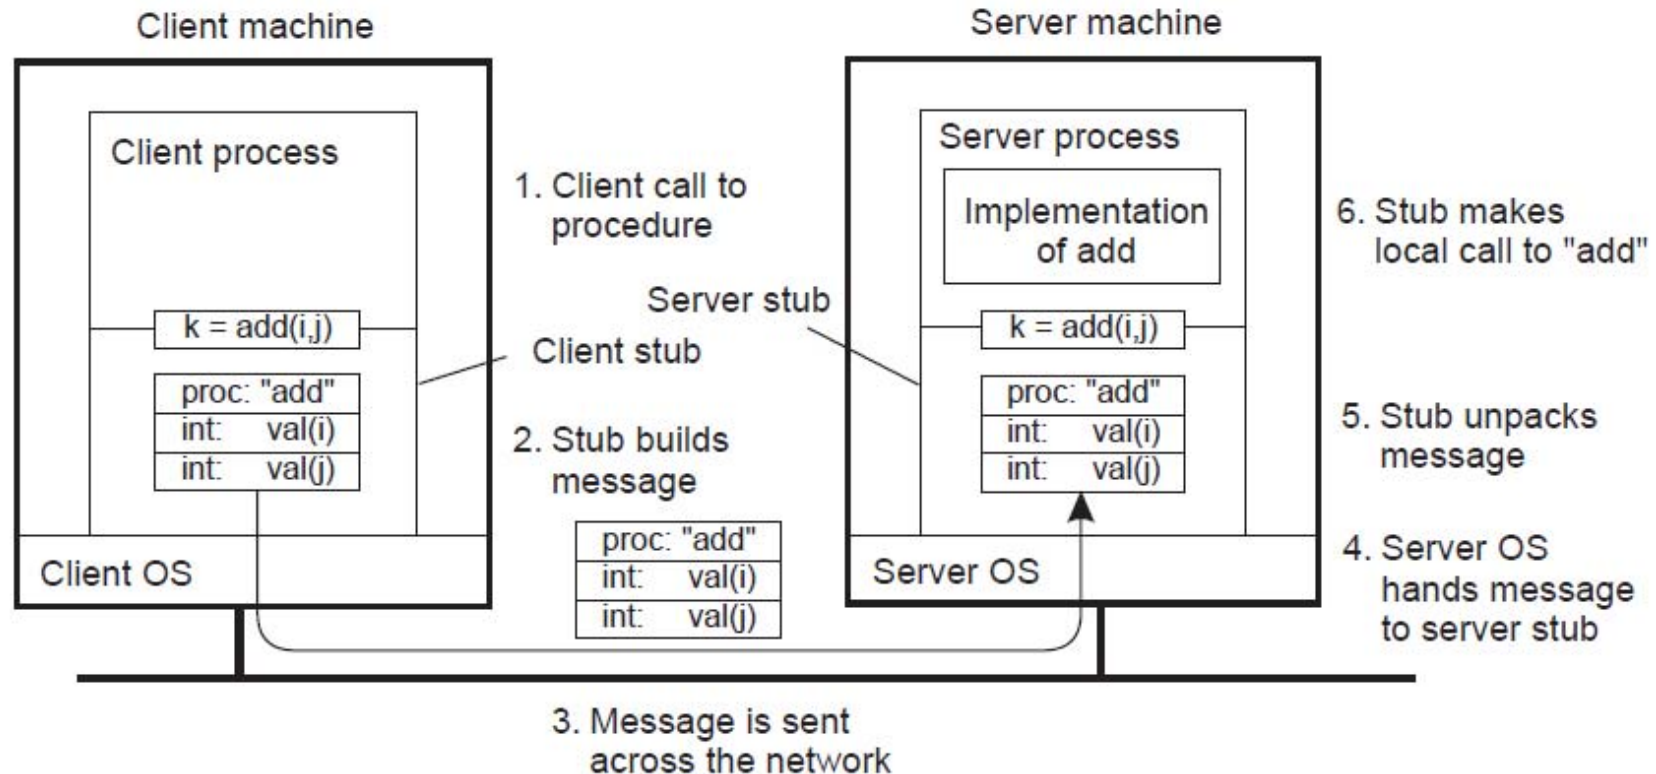 Client machine
Server machine
Client process
1. Client call to
procedure
k = add(i,j)
Client stub
proc: "add"
int: val(i)
int: val(j)
2. Stub builds
message
proc: "add"
int: val(i)
int: val(j)
Client OS
3. Message is sent
across the network
Server process
Implementation
of add
Server stub
k = add(i,j)
proc: "add"
int: val(i)
int: val(j)
Server OS
6. Stub makes
local call to "add"
5. Stub unpacks
message
4. Server OS
hands message
to server stub